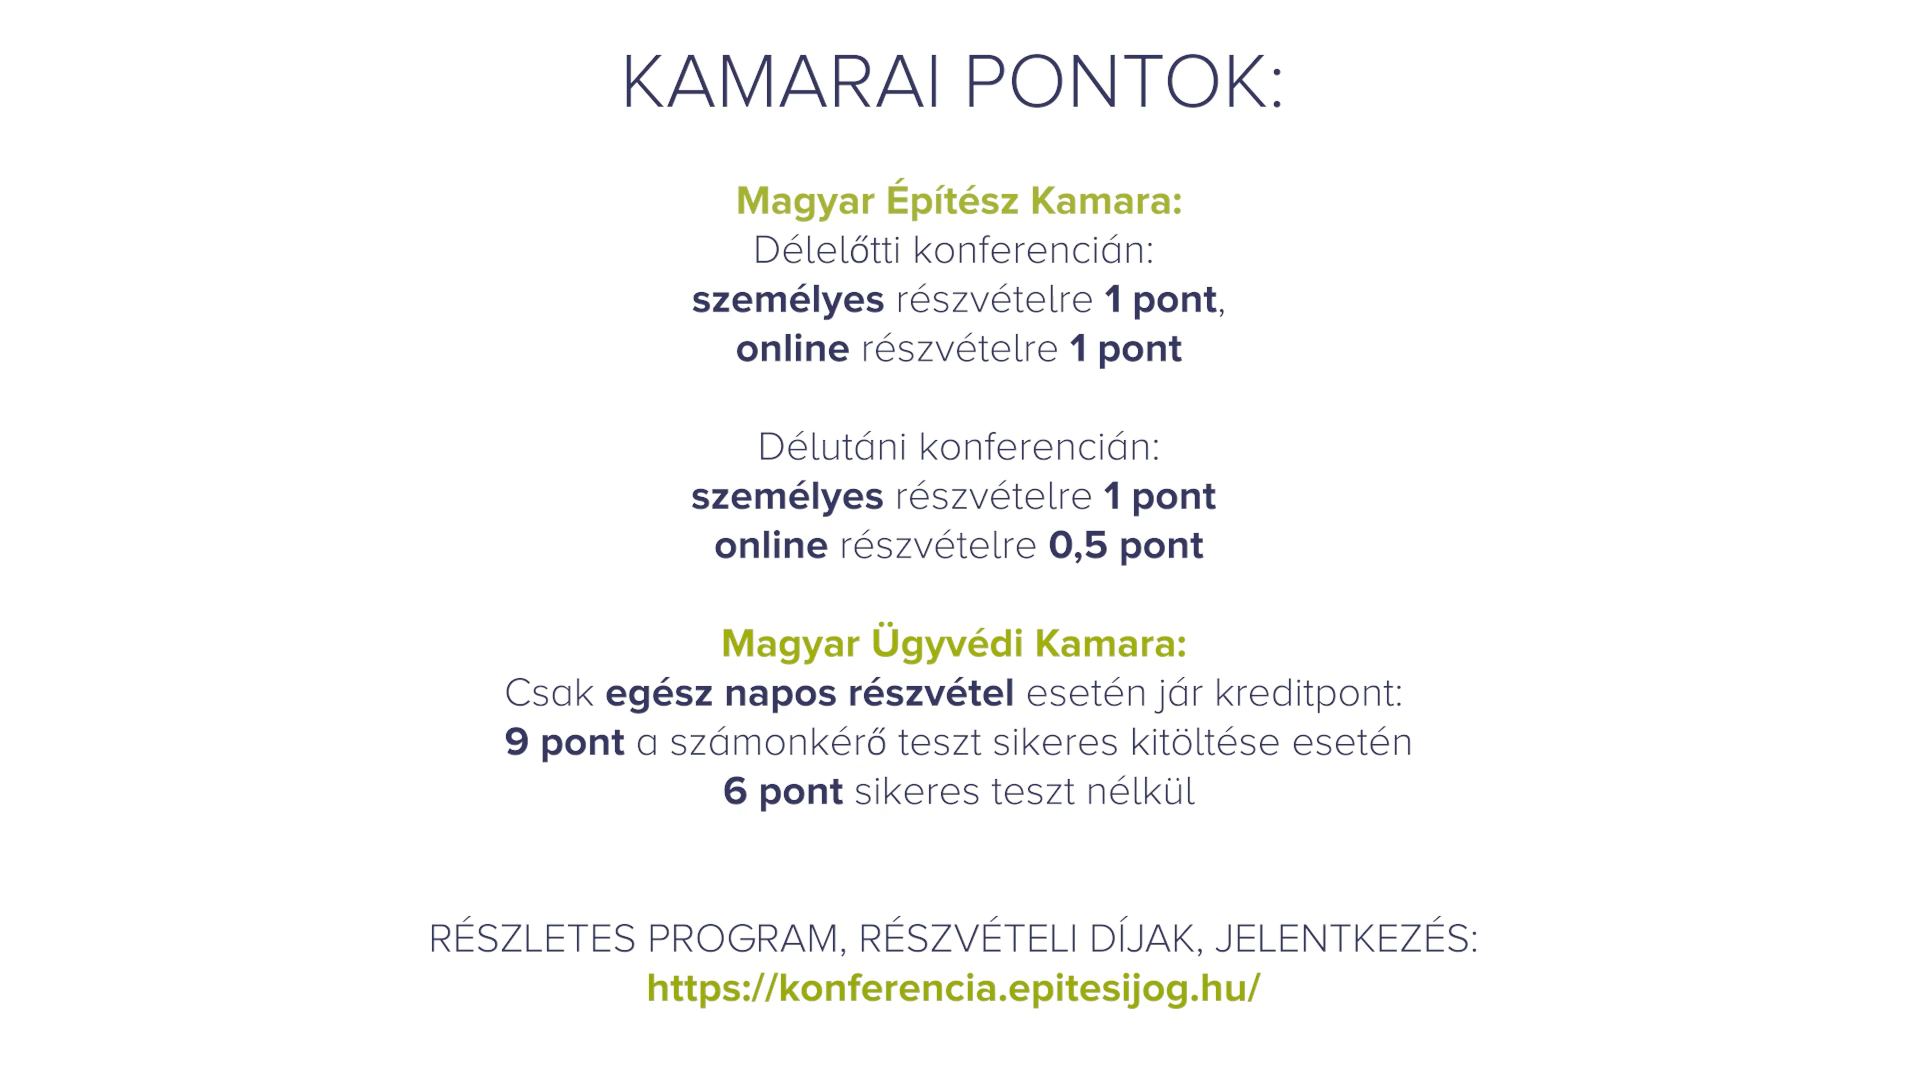 KAMARAI PONTOK:
Magyar Építész Kamara:
Délelőtti konferencián:
személyes részvételre 1 pont,
online részvételre 1 pont
Délutáni konferencián:
személyes részvételre 1 pont
online részvételre 0,5 pont
Magyar Ügyvédi Kamara:
Csak egész napos részvétel esetén jár kreditpont:
9 pont a számonkérő teszt sikeres kitöltése esetén
6 pont sikeres teszt nélkül
RÉSZLETES PROGRAM, RÉSZVÉTELI DÍJAK, JELENTKEZÉS:
https://konferencia.epitesijog.hu/